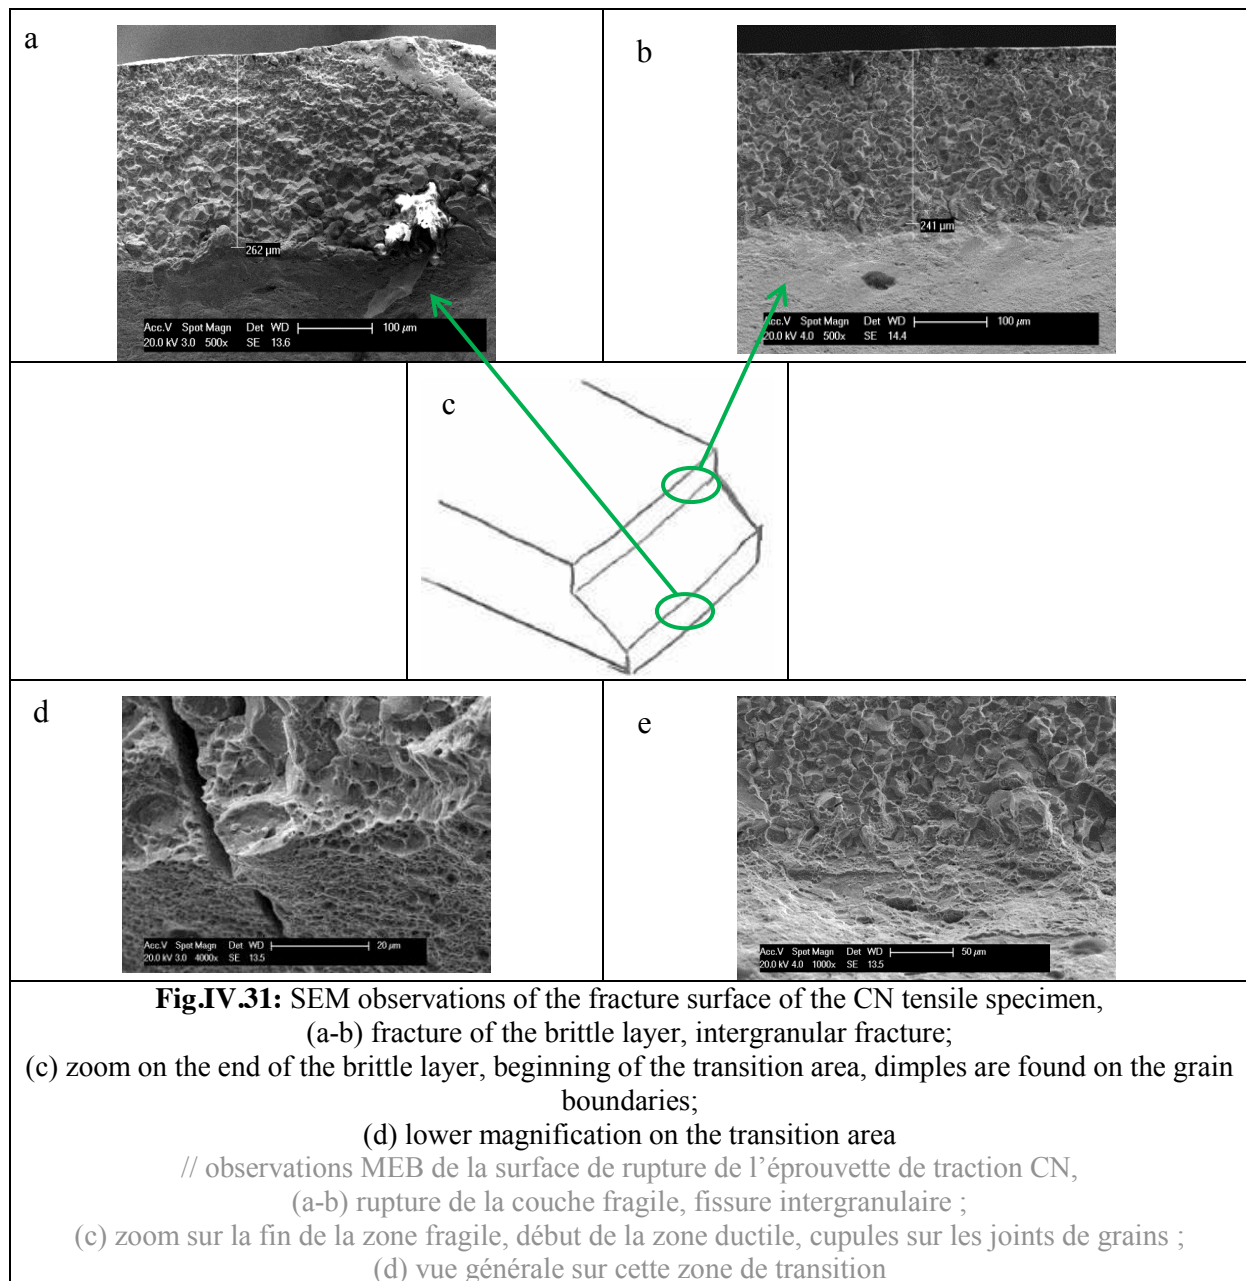 a
262 µm
Acc.V Spot Magn Det WD 100 µm
20.0 kV 3.0 500x SE 13.6
b
241 µm
Acc.V Spot Magn Det WD 100 µm
20.0 kV 4.0 500x SE 14.4
c
d
Acc.V Spot Magn Det WD 20 µm
20.0 kV 3.0 4000x SE 13.5
e
Acc.V Spot Magn Det WD 50 µm
20.0 kV 4.0 1000x SE 13.5
Fig.IV.31: SEM observations of the fracture surface of the CN tensile specimen,
(a-b) fracture of the brittle layer, intergranular fracture;
(c) zoom on the end of the brittle layer, beginning of the transition area, dimples are found on the grain
boundaries;
(d) lower magnification on the transition area
// observations MEB de la surface de rupture de l’éprouvette de traction CN,
(a-b) rupture de la couche fragile, fissure intergranulaire ;
(c) zoom sur la fin de la zone fragile, début de la zone ductile, cupules sur les joints de grains ;
(d) vue générale sur cette zone de transition